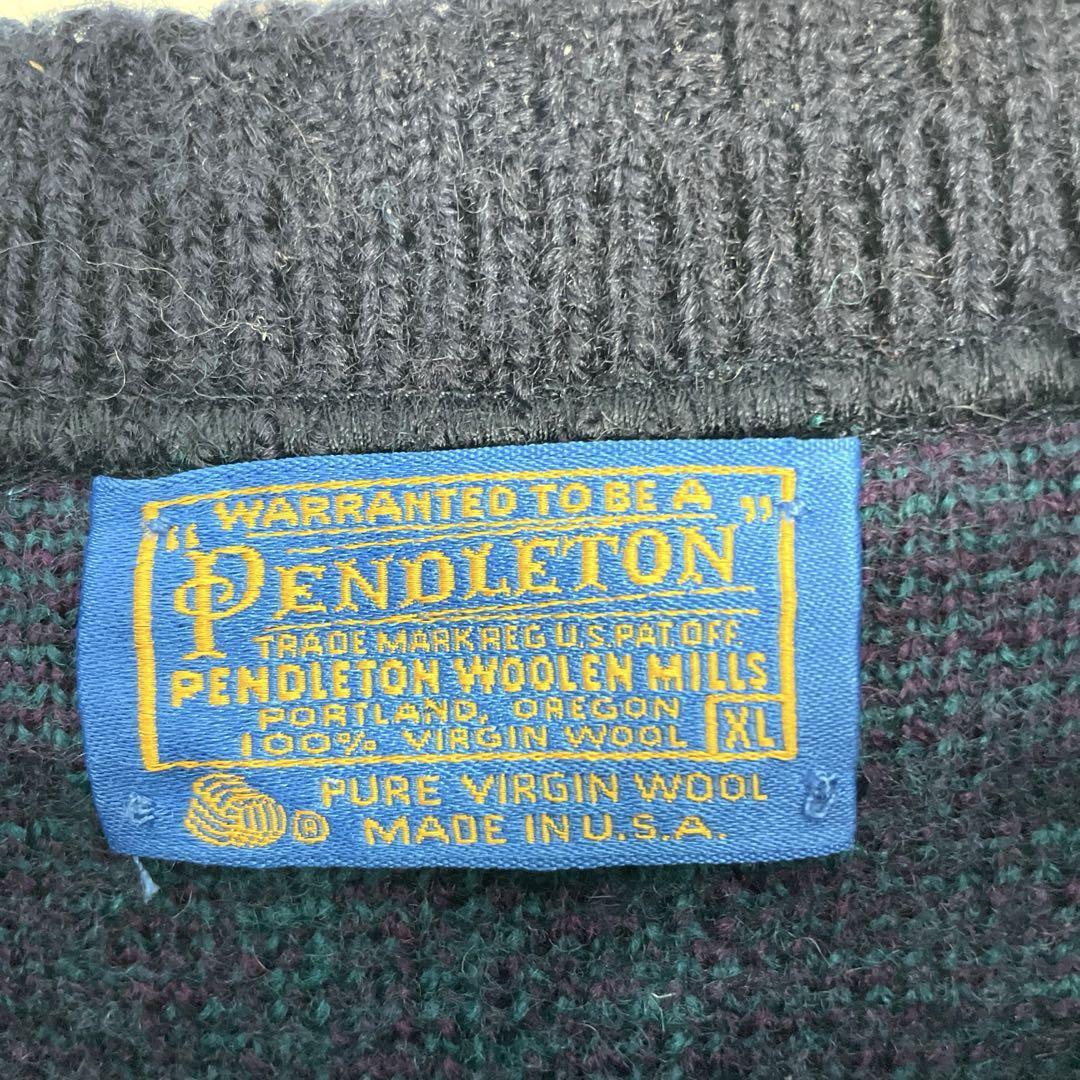 WARRANTED TO BE A
"PENDLETON"
TRADE MARK REG U.S. PAT. OFF.
PENDLETON WOOLEN MILLS
PORTLAND, OREGON
100% VIRGIN WOOL XL
PURE VIRGIN WOOL
® MADE IN U.S.A.